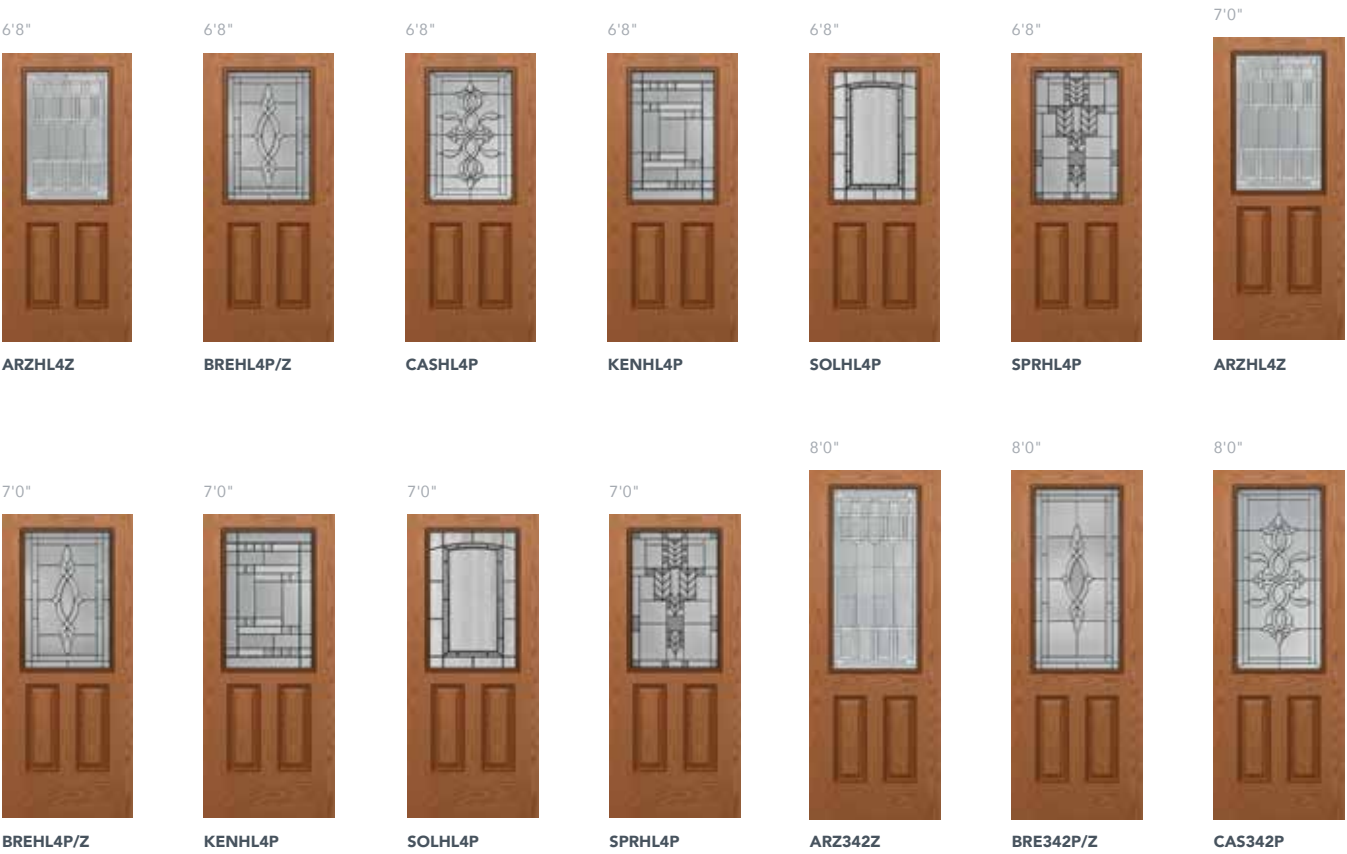 7'0"
6'8"
6'8"
6'8"
6'8"
6'8"
6'8"
ARZHL4Z
BREHL4P/Z
CASHL4P
KENHL4P
SOLHL4P
SPRHL4P
ARZHL4Z
8'0"
8'0"
8'0"
7'0"
7'0"
7'0"
7'0"
BREHL4P/Z
KENHL4P
SOLHL4P
SPRHL4P
ARZ342Z
BRE342P/Z
CAS342P